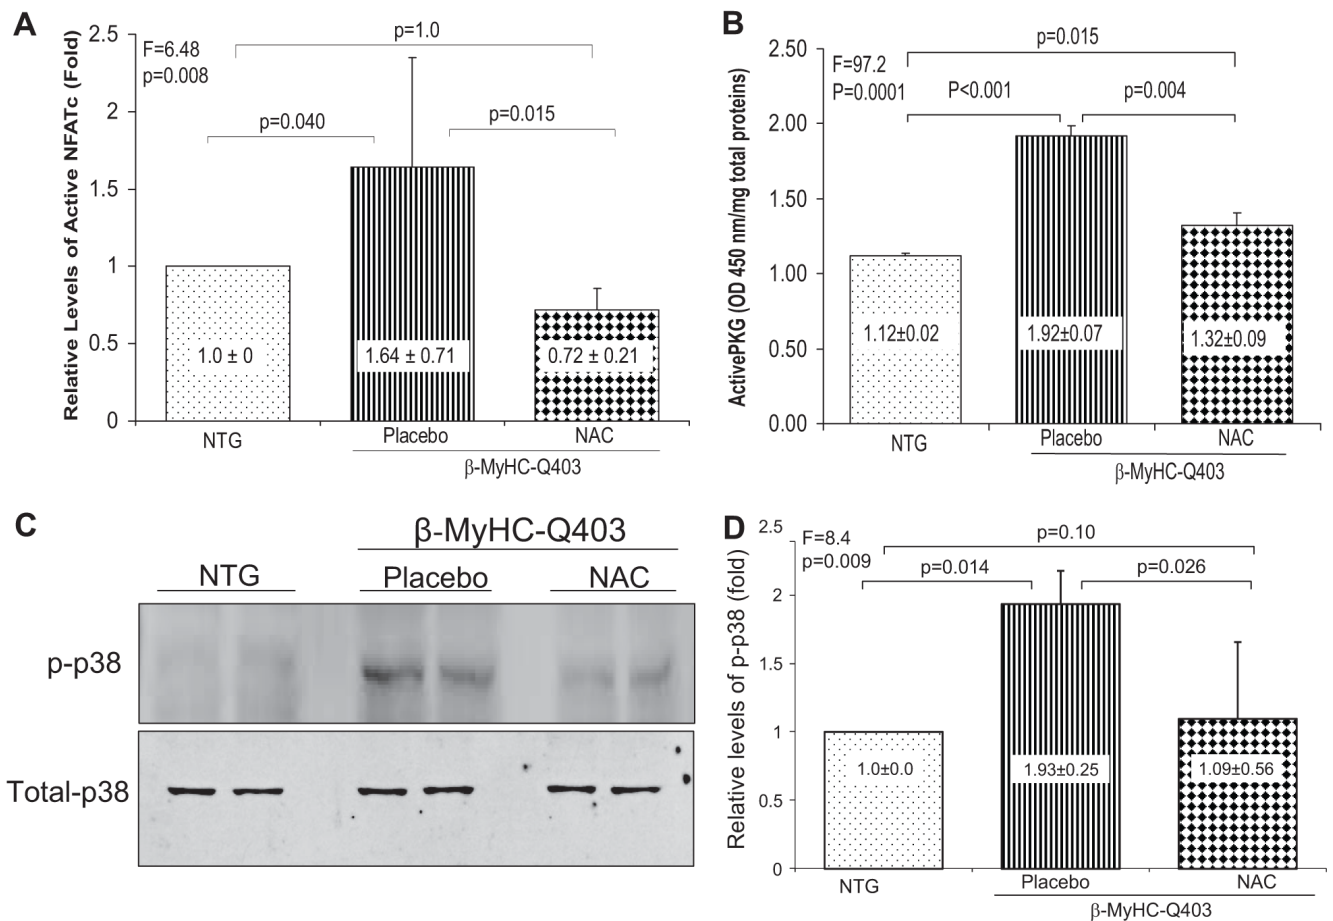 A
Relative Levels of Active NFATc (Fold)
2.5
2
1.5
1
0.5
0
F=6.48
p=0.008
p=1.0
p=0.040
p=0.015
1.0 ± 0
1.64 ± 0.71
0.72 ± 0.21
NTG
Placebo
NAC
β-MyHC-Q403
B
ActivePKG (OD 450 nm/mg total proteins)
2.50
2.00
1.50
1.00
0.50
0.00
F=97.2
P=0.0001
p=0.015
P<0.001
p=0.004
1.12±0.02
1.92±0.07
1.32±0.09
NTG
Placebo
NAC
β-MyHC-Q403
C
β-MyHC-Q403
NTG
Placebo
NAC
p-p38
Total-p38
D
Relative levels of p-p38 (fold)
2.5
2
1.5
1
0.5
0
F=8.4
p=0.009
p=0.10
p=0.014
p=0.026
1.0±0.0
1.93±0.25
1.09±0.56
NTG
Placebo
NAC
β-MyHC-Q403